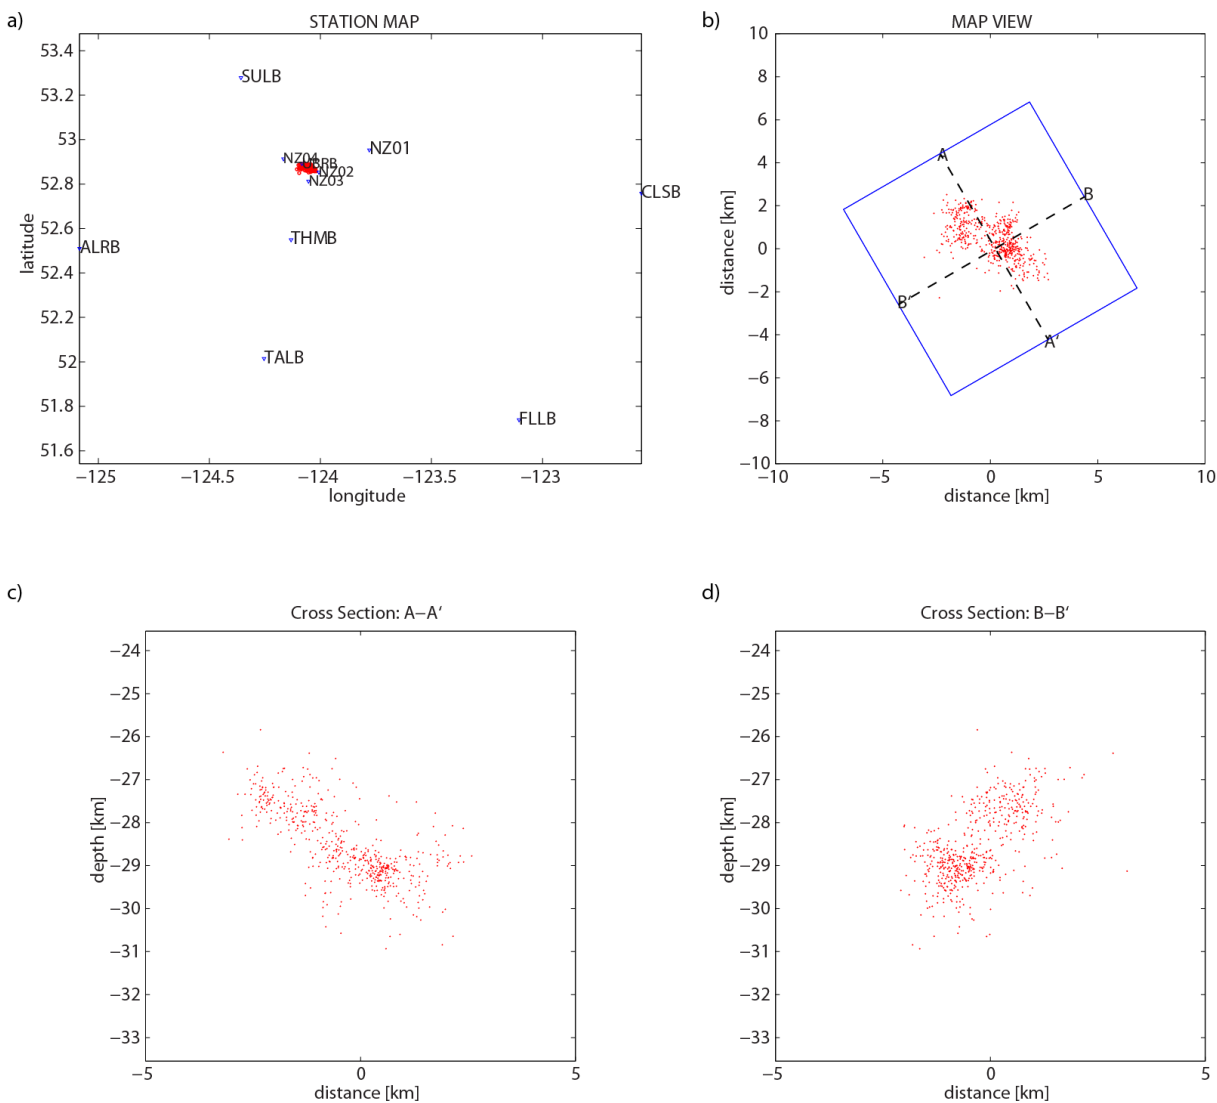 a)
STATION MAP
53.4
53.2
53
52.8
52.6
52.4
52.2
52
51.8
51.6
latitude
SULB
NZ01
NZ04
NZ02
NZ03
CLSB
THMB
ALRB
TALB
FLLB
−125
−124.5
−124
−123.5
−123
longitude
b)
MAP VIEW
10
8
6
4
2
0
−2
−4
−6
−8
−10
distance [km]
A
B
B′
A′
−10
−5
0
5
10
distance [km]
c)
Cross Section: A−A‘
−24
−25
−26
−27
−28
−29
−30
−31
−32
−33
depth [km]
−5
0
5
distance [km]
d)
Cross Section: B−B‘
−24
−25
−26
−27
−28
−29
−30
−31
−32
−33
depth [km]
−5
0
5
distance [km]